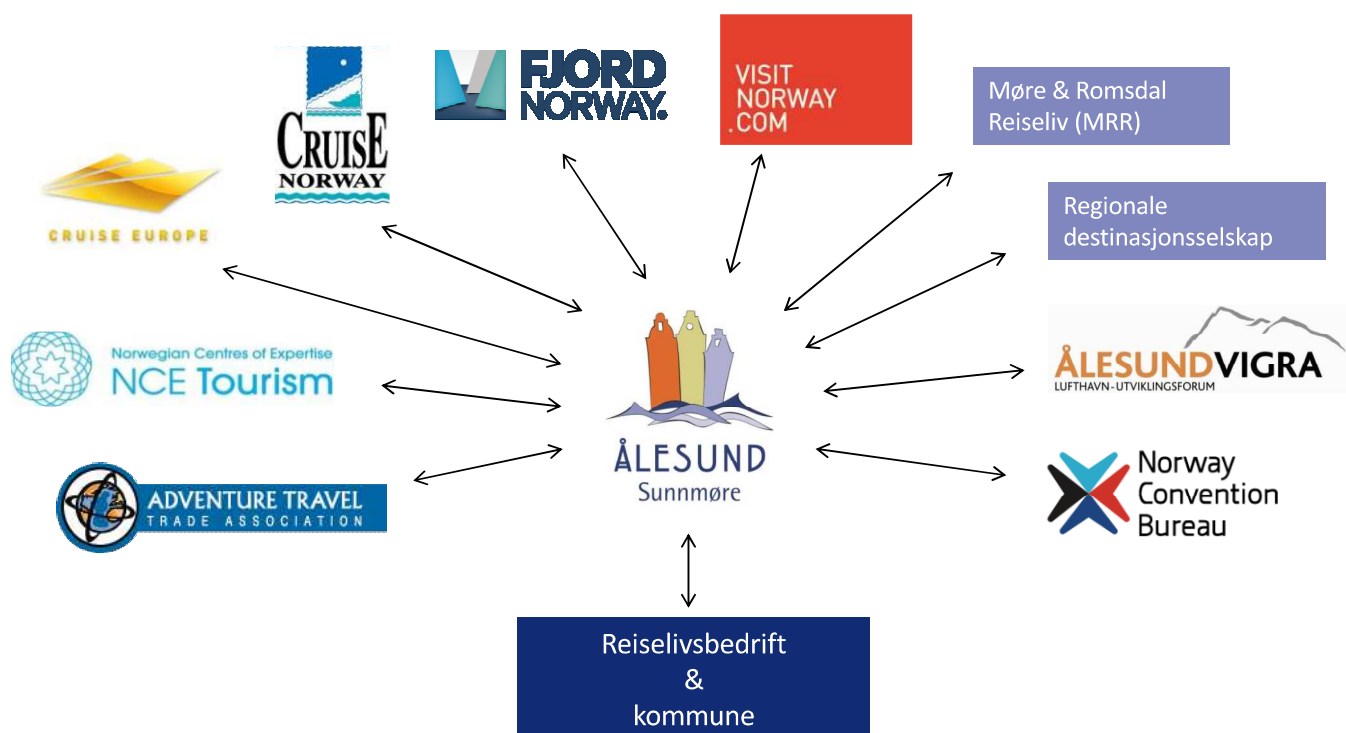 FJORD
NORWAY.
VISIT
NORWAY
.COM
Møre & Romsdal
Reiseliv (MRR)
CRUISE
NORWAY
CRUISE EUROPE
Regionale
destinasjonsselskap
Norwegian Centres of Expertise
NCE Tourism
ÅLESUNDVIGRA
LUFTHAVN-UTVIKLINGSFORUM
ÅLESUND
Sunnmøre
ADVENTURE TRAVEL
TRADE ASSOCIATION
Norway
Convention
Bureau
Reiselivsbedrift
&
kommune